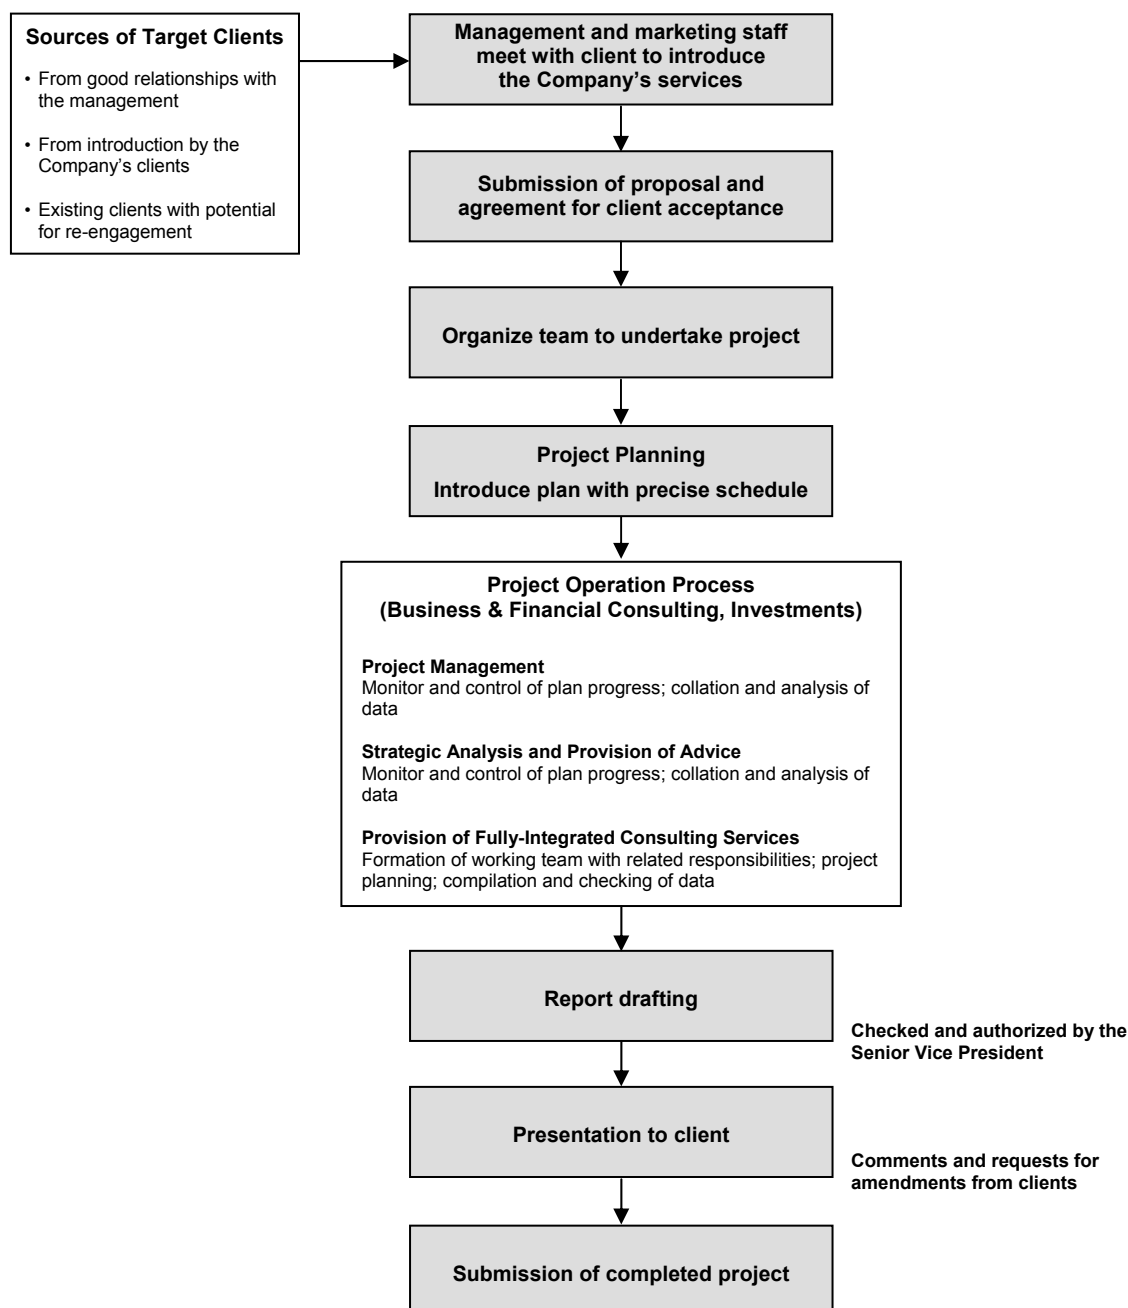 Sources of Target Clients
• From good relationships with
the management
• From introduction by the
Company's clients
• Existing clients with potential
for re-engagement
Management and marketing staff
meet with client to introduce
the Company's services
Submission of proposal and
agreement for client acceptance
Organize team to undertake project
Project Planning
Introduce plan with precise schedule
Project Operation Process
(Business & Financial Consulting, Investments)
Project Management
Monitor and control of plan progress; collation and analysis of
data
Strategic Analysis and Provision of Advice
Monitor and control of plan progress; collation and analysis of
data
Provision of Fully-Integrated Consulting Services
Formation of working team with related responsibilities; project
planning; compilation and checking of data
Report drafting
Checked and authorized by the
Senior Vice President
Presentation to client
Comments and requests for
amendments from clients
Submission of completed project